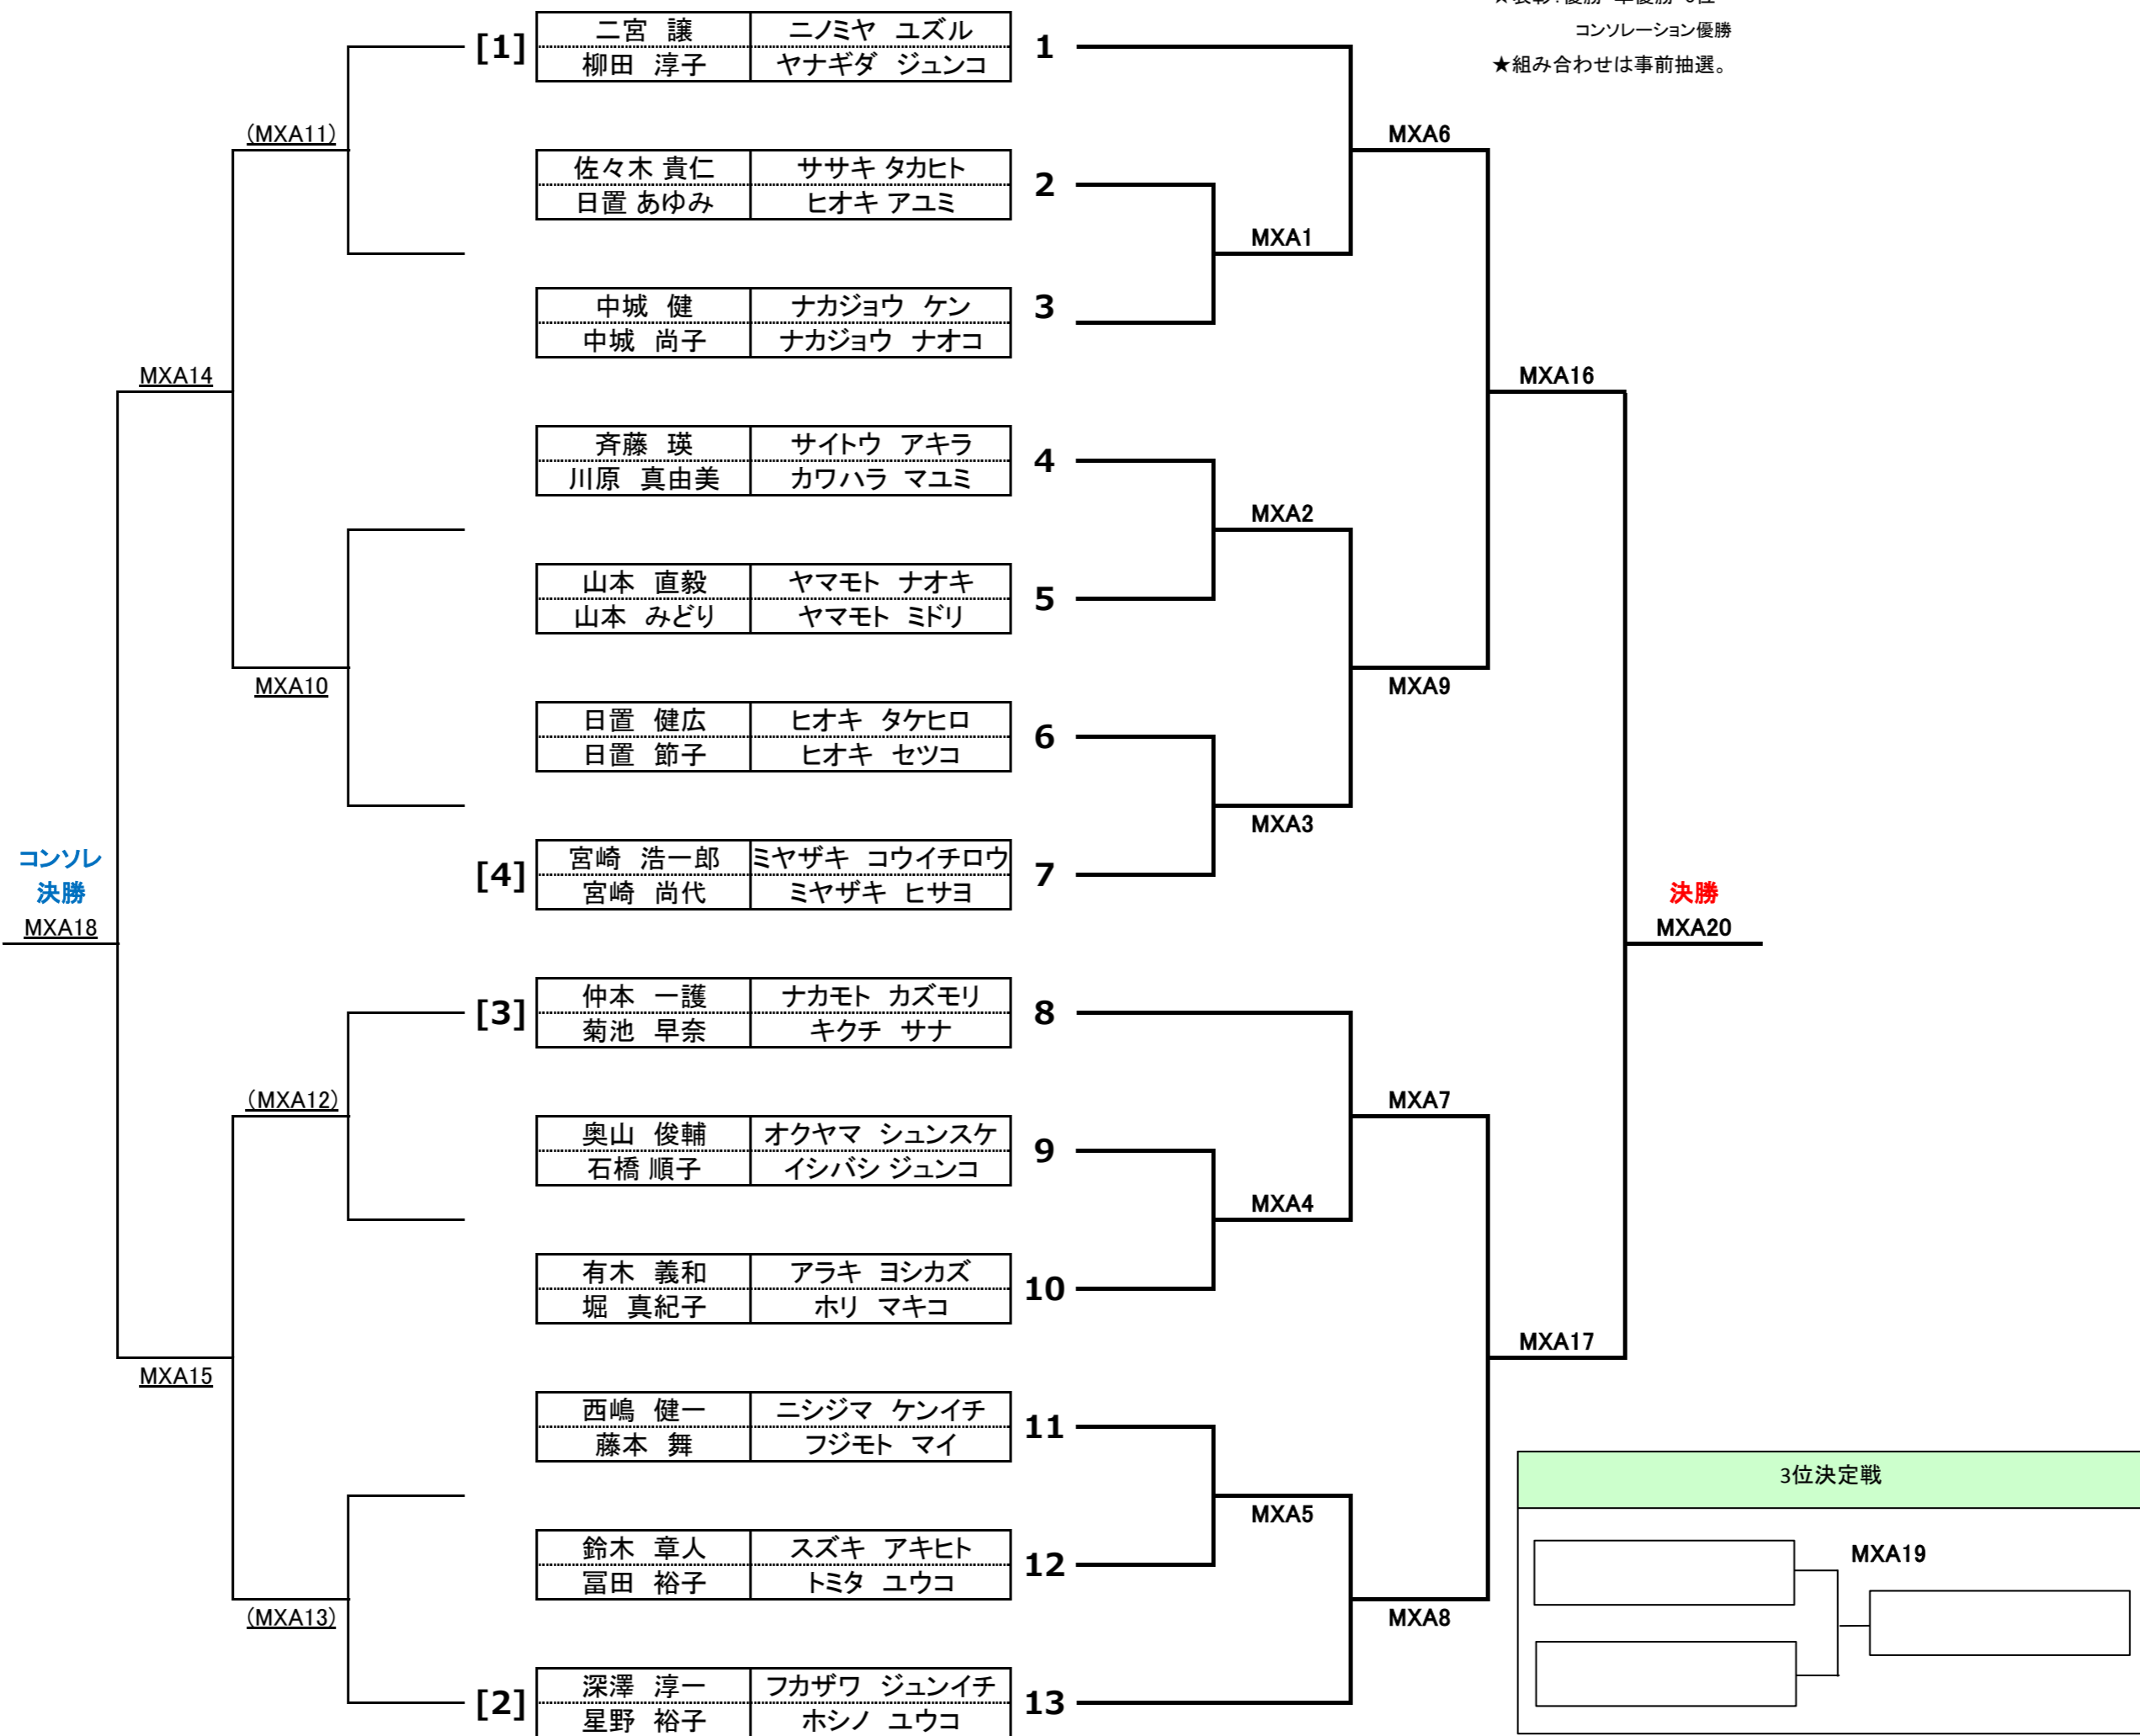 コンソレーション優勝
★組み合わせは事前抽選。
[1] 二宮 譲 ニノミヤ ユズル 1
柳田 淳子 ヤナギダ ジュンコ
(MXA11) MXA6
佐々木 貴仁 ササキ タカヒト 2
日置 あゆみ ヒオキ アユミ
MXA1
中城 健 ナカジョウ ケン 3
中城 尚子 ナカジョウ ナオコ
MXA14 MXA16
斉藤 瑛 サイトウ アキラ 4
川原 真由美 カワハラ マユミ
MXA2
山本 直毅 ヤマモト ナオキ 5
山本 みどり ヤマモト ミドリ
MXA10 MXA9
日置 健広 ヒオキ タケヒロ 6
日置 節子 ヒオキ セツコ
MXA3
[4] 宮崎 浩一郎 ミヤザキ コウイチロウ 7
宮崎 尚代 ミヤザキ ヒサヨ
コンソレ
決勝
MXA18
決勝
MXA20
[3] 仲本 一護 ナカモト カズモリ 8
菊池 早奈 キクチ サナ
(MXA12) MXA7
奥山 俊輔 オクヤマ シュンスケ 9
石橋 順子 イシバシ ジュンコ
MXA4
有木 義和 アラキ ヨシカズ 10
堀 真紀子 ホリ マキコ
MXA15 MXA17
西嶋 健一 ニシジマ ケンイチ 11
藤本 舞 フジモト マイ
MXA5
鈴木 章人 スズキ アキヒト 12
冨田 裕子 トミタ ユウコ
(MXA13) MXA8
[2] 深澤 淳一 フカザワ ジュンイチ 13
星野 裕子 ホシノ ユウコ
3位決定戦
MXA19